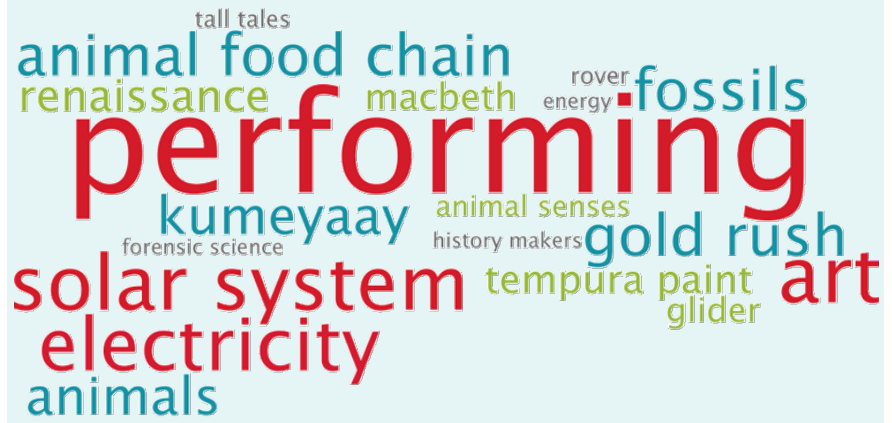 tall tales
animal food chain
rover
fossils
renaissance
macbeth
energy
performing
kumeyaay
animal senses
gold rush
forensic science
history makers
solar system
tempura paint
art
glider
electricity
animals